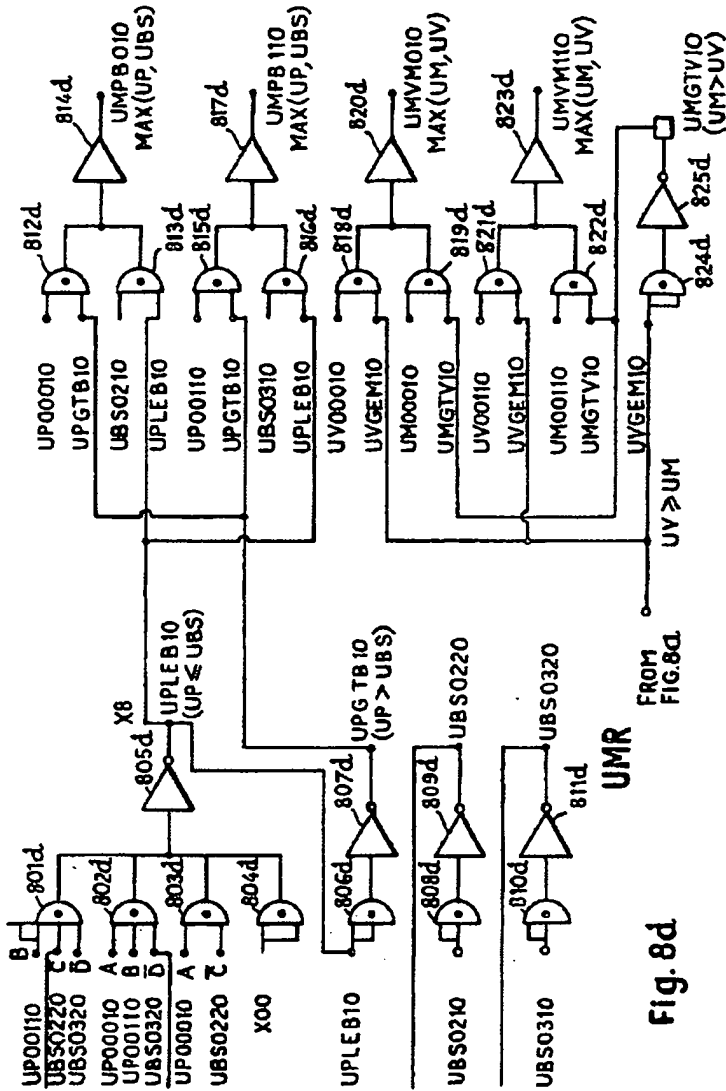 UP00110
B
UBS0220
C̄
UBS0320
D̄
801d
UP00010
A
UP00110
B
UBS0320
D̄
802d
UP00010
A
UBS0220
C̄
803d
X00
804d
805d
X8
UPLEB10
(UP≤UBS)
UPLEB10
806d
807d
UPGTB10
(UP>UBS)
UBS0210
808d
809d
UBS0220
UBS0310
810d
811d
UBS0320
UMR
FROM
FIG.8a
UV≥UM
UP00010
UPGTB10
812d
UBS0210
UPLEB10
813d
814d
UMPB010
MAX(UP,UBS)
UP00110
UPGTB10
815d
UBS0310
UPLEB10
816d
817d
UMPB110
MAX(UP,UBS)
UV00010
UVGEM10
818d
UM00010
UMGTV10
819d
820d
UMVM010
MAX(UM,UV)
UV00110
UVGEM10
821d
UM00110
UMGTV10
822d
823d
UMVM110
MAX(UM,UV)
UVGEM10
824d
825d
UMGTV10
(UM>UV)
Fig. 8d